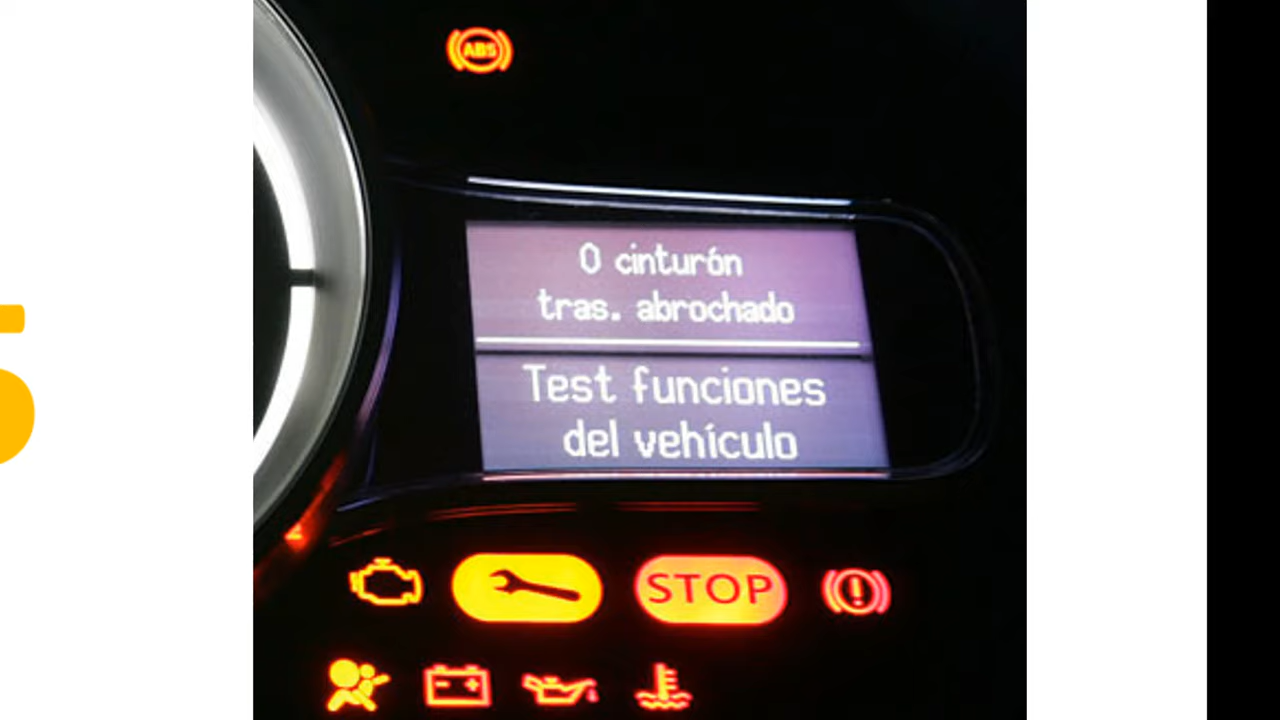 ABS
0 cinturón
tras. abrochado
Test funciones
del vehículo
STOP